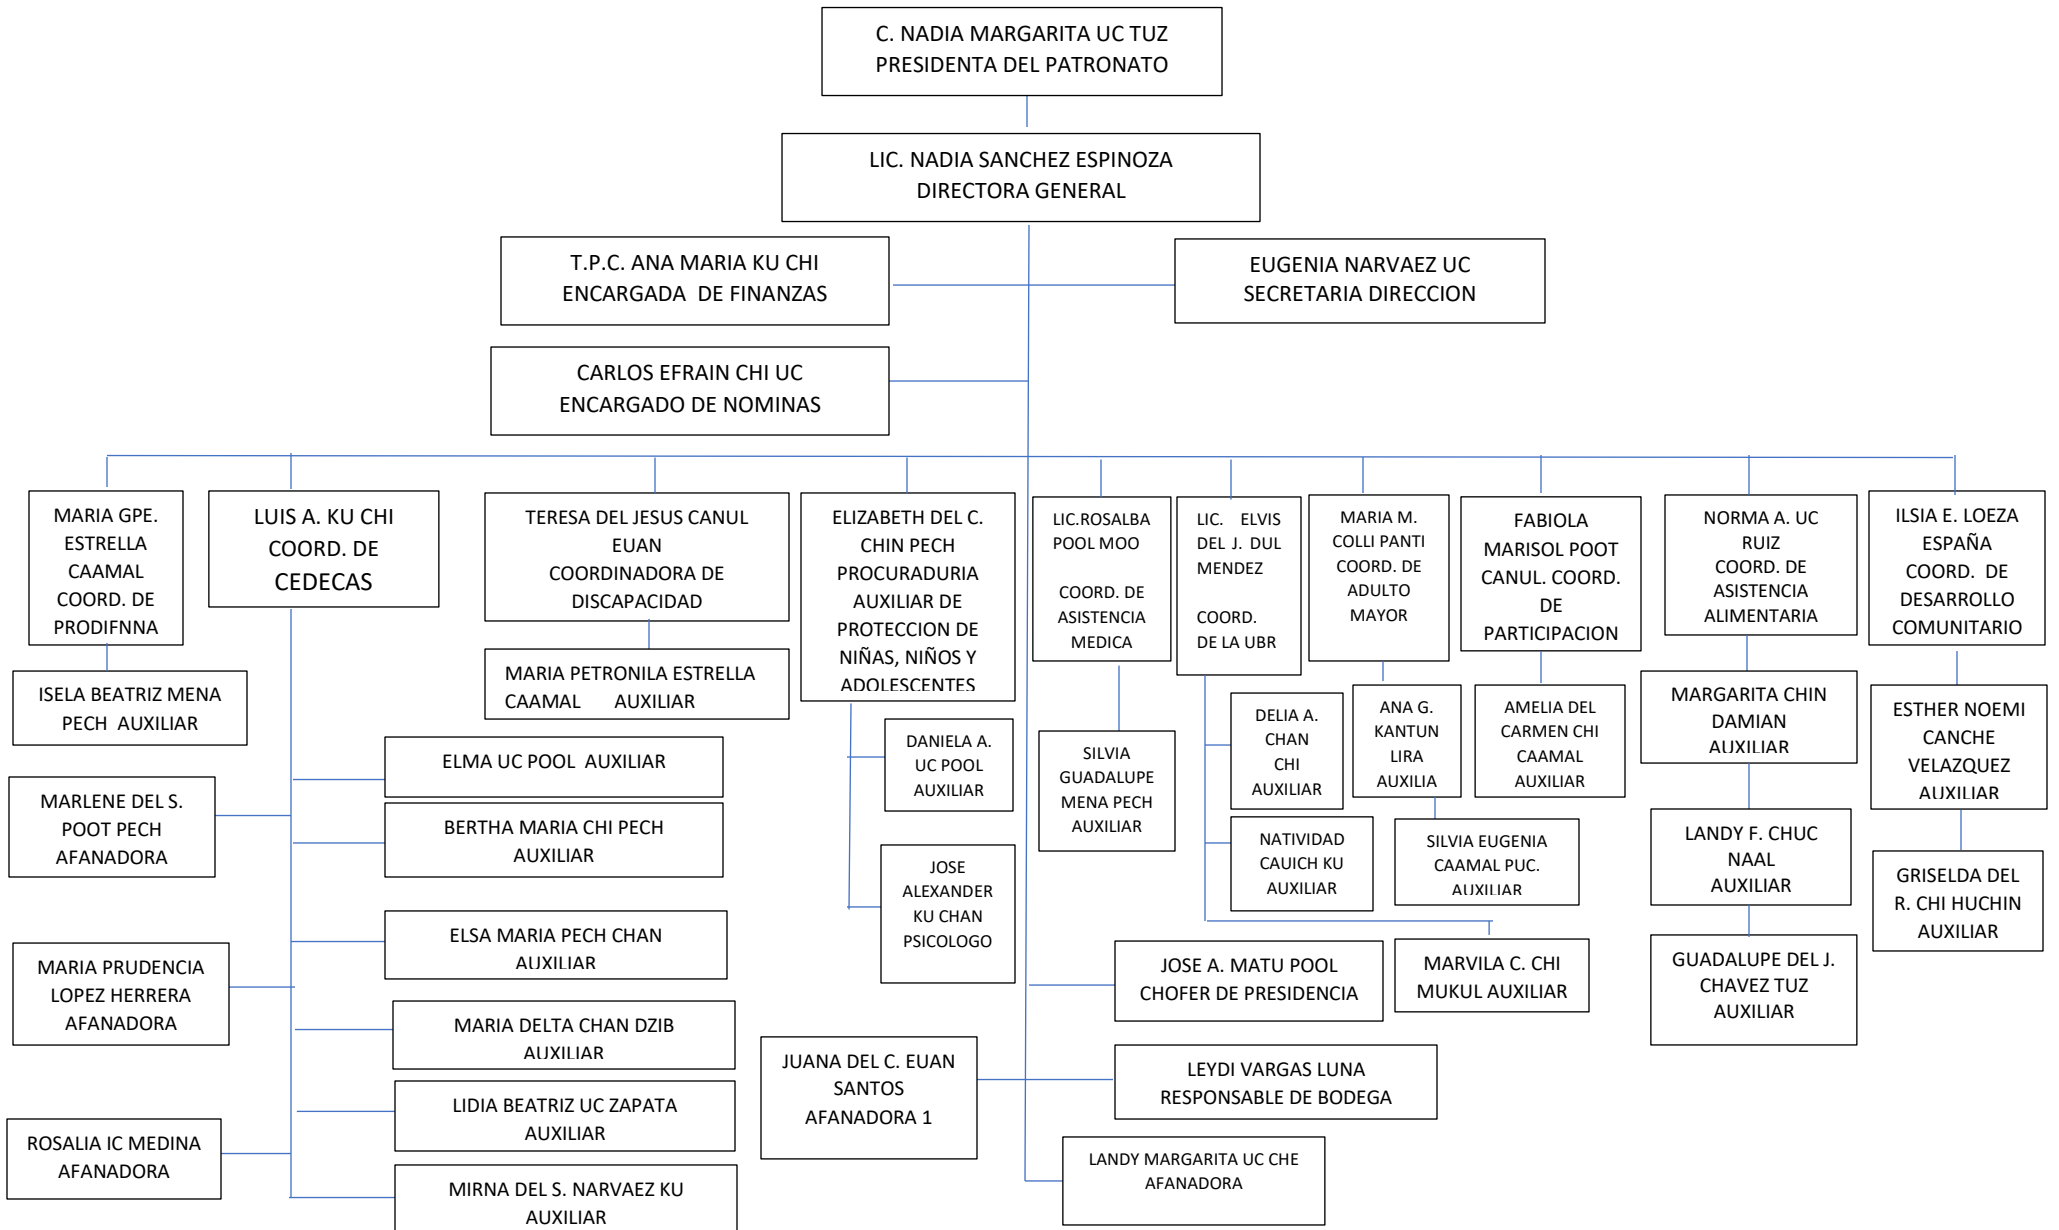 C. NADIA MARGARITA UC TUZ
PRESIDENTA DEL PATRONATO
LIC. NADIA SANCHEZ ESPINOZA
DIRECTORA GENERAL
T.P.C. ANA MARIA KU CHI
ENCARGADA  DE FINANZAS
EUGENIA NARVAEZ UC
SECRETARIA DIRECCION
CARLOS EFRAIN CHI UC
ENCARGADO DE NOMINAS
MARIA GPE.
ESTRELLA
CAAMAL
COORD. DE
PRODIFNNA
LUIS A. KU CHI
COORD. DE
CEDECAS
TERESA DEL JESUS CANUL
EUAN
COORDINADORA DE
DISCAPACIDAD
ELIZABETH DEL C.
CHIN PECH
PROCURADURIA
AUXILIAR DE
PROTECCION DE
NIÑAS, NIÑOS Y
ADOLESCENTES
LIC.ROSALBA
POOL MOO
COORD. DE
ASISTENCIA
MEDICA
LIC. ELVIS
DEL J. DUL
MENDEZ
COORD.
DE LA UBR
MARIA M.
COLLI PANTI
COORD. DE
ADULTO
MAYOR
FABIOLA
MARISOL POOT
CANUL. COORD.
DE
PARTICIPACION
NORMA A. UC
RUIZ
COORD. DE
ASISTENCIA
ALIMENTARIA
ILSIA E. LOEZA
ESPAÑA
COORD. DE
DESARROLLO
COMUNITARIO
ISELA BEATRIZ MENA
PECH AUXILIAR
MARIA PETRONILA ESTRELLA
CAAMAL AUXILIAR
ELMA UC POOL AUXILIAR
MARLENE DEL S.
POOT PECH
AFANADORA
BERTHA MARIA CHI PECH
AUXILIAR
ELSA MARIA PECH CHAN
AUXILIAR
MARIA PRUDENCIA
LOPEZ HERRERA
AFANADORA
MARIA DELTA CHAN DZIB
AUXILIAR
LIDIA BEATRIZ UC ZAPATA
AUXILIAR
ROSALIA IC MEDINA
AFANADORA
MIRNA DEL S. NARVAEZ KU
AUXILIAR
DANIELA A.
UC POOL
AUXILIAR
JOSE
ALEXANDER
KU CHAN
PSICOLOGO
SILVIA
GUADALUPE
MENA PECH
AUXILIAR
DELIA A.
CHAN
CHI
AUXILIAR
NATIVIDAD
CAUICH KU
AUXILIAR
MARVILA C. CHI
MUKUL AUXILIAR
ANA G.
KANTUN
LIRA
AUXILIA
SILVIA EUGENIA
CAAMAL PUC.
AUXILIAR
AMELIA DEL
CARMEN CHI
CAAMAL
AUXILIAR
MARGARITA CHIN
DAMIAN
AUXILIAR
LANDY F. CHUC
NAAL
AUXILIAR
GUADALUPE DEL J.
CHAVEZ TUZ
AUXILIAR
ESTHER NOEMI
CANCHE
VELAZQUEZ
AUXILIAR
GRISELDA DEL
R. CHI HUCHIN
AUXILIAR
JOSE A. MATU POOL
CHOFER DE PRESIDENCIA
JUANA DEL C. EUAN
SANTOS
AFANADORA 1
LEYDI VARGAS LUNA
RESPONSABLE DE BODEGA
LANDY MARGARITA UC CHE
AFANADORA